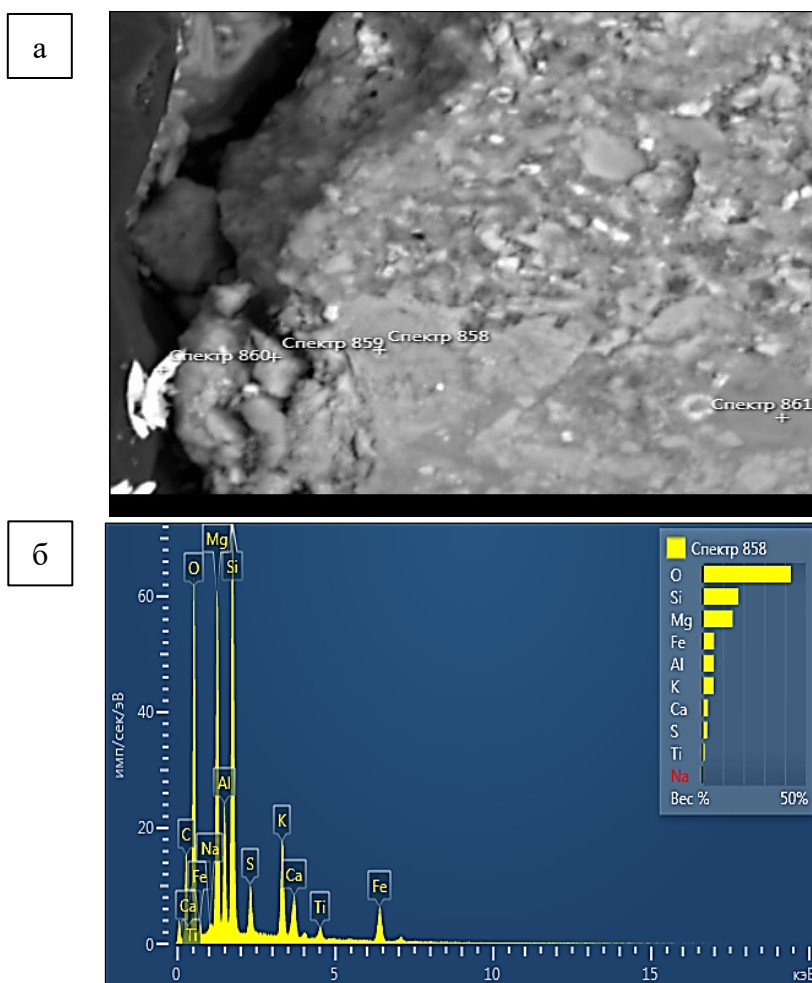 а
Спектр 859 Спектр 858
Спектр 860
Спектр 861
б
Спектр 858
O
Si
Mg
Fe
Al
K
Ca
S
Ti
Na
Вес % 50%
имп/сек/эВ
60
40
20
0
Mg
O Si
Al
C Na K
S
Fe Ca Fe
Ca Ti
Ti
0 5 10 15 кэВ